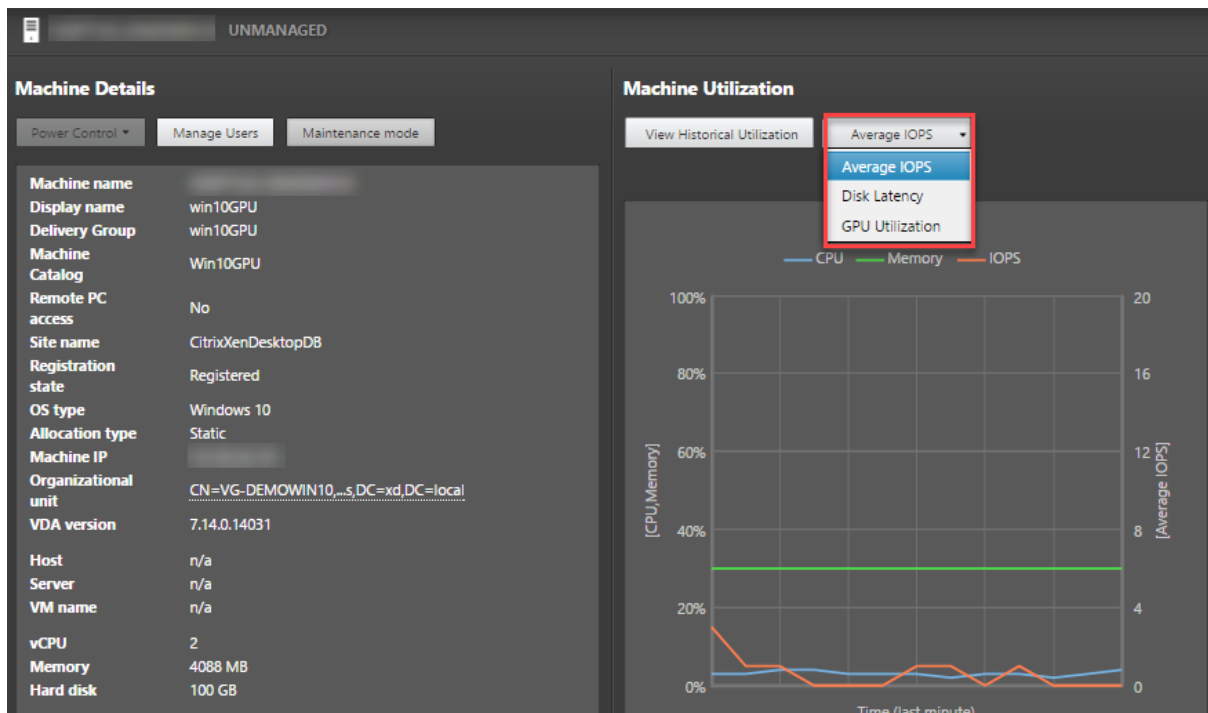 UNMANAGED
Machine Details
Power Control
Manage Users
Maintenance mode
Machine name
Display name win10GPU
Delivery Group win10GPU
Machine
Catalog
Win10GPU
Remote PC
access
No
Site name CitrixXenDesktopDB
Registration
state
Registered
OS type Windows 10
Allocation type Static
Machine IP
Organizational
unit
CN=VG-DEMOWIN10,...s,DC=xd,DC=local
VDA version 7.14.0.14031
Host n/a
Server n/a
VM name n/a
vCPU 2
Memory 4088 MB
Hard disk 100 GB
Machine Utilization
View Historical Utilization
Average IOPS
Average IOPS
Disk Latency
GPU Utilization
CPU Memory IOPS
100% 20
80% 16
60% 12
40% 8
20% 4
0% 0
[CPU,Memory]
[Average IOPS]
Time (last minute)